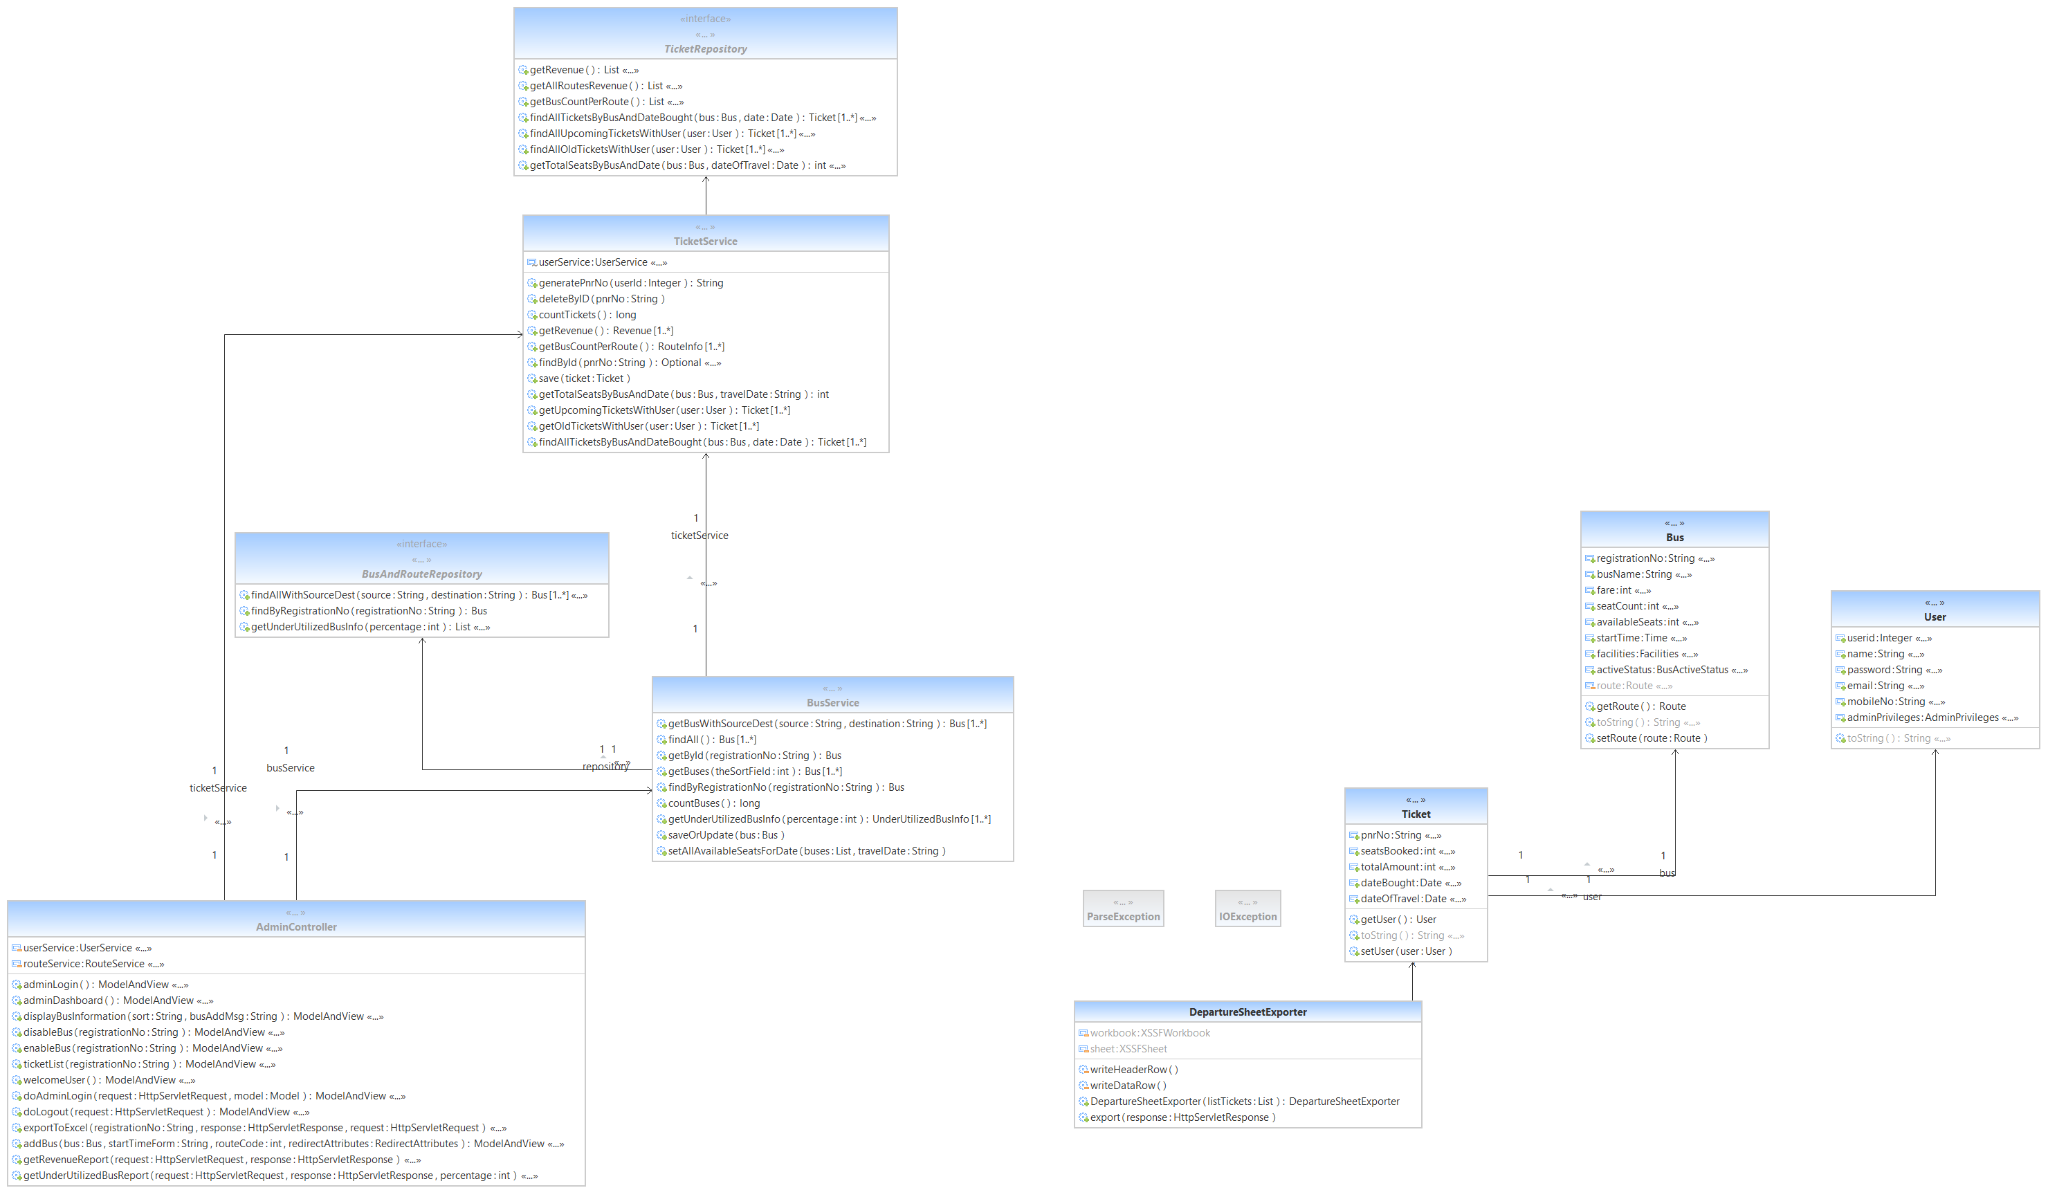 «interface»
«... »
TicketRepository
getRevenue ( ) : List «...»
getAllRoutesRevenue ( ) : List «...»
getBusCountPerRoute ( ) : List «...»
findAllTicketsByBusAndDateBought ( bus : Bus , date : Date ) : Ticket [1..*] «...»
findAllUpcomingTicketsWithUser ( user : User ) : Ticket [1..*] «...»
findAllOldTicketsWithUser ( user : User ) : Ticket [1..*] «...»
getTotalSeatsByBusAndDate ( bus : Bus , dateOfTravel : Date ) : int «...»
«... »
TicketService
userService : UserService «...»
generatePnrNo ( userId : Integer ) : String
deleteByID ( pnrNo : String )
countTickets ( ) : long
getRevenue ( ) : Revenue [1..*]
getBusCountPerRoute ( ) : RouteInfo [1..*]
findById ( pnrNo : String ) : Optional «...»
save ( ticket : Ticket )
getTotalSeatsByBusAndDate ( bus : Bus , travelDate : String ) : int
getUpcomingTicketsWithUser ( user : User ) : Ticket [1..*]
getOldTicketsWithUser ( user : User ) : Ticket [1..*]
findAllTicketsByBusAndDateBought ( bus : Bus , date : Date ) : Ticket [1..*]
1
ticketService
«...»
1
«interface»
«... »
BusAndRouteRepository
findAllWithSourceDest ( source : String , destination : String ) : Bus [1..*] «...»
findByRegistrationNo ( registrationNo : String ) : Bus
getUnderUtilizedBusInfo ( percentage : int ) : List «...»
«... »
BusService
getBusWithSourceDest ( source : String , destination : String ) : Bus [1..*]
findAll ( ) : Bus [1..*]
getById ( registrationNo : String ) : Bus
getBuses ( theSortField : int ) : Bus [1..*]
findByRegistrationNo ( registrationNo : String ) : Bus
countBuses ( ) : long
getUnderUtilizedBusInfo ( percentage : int ) : UnderUtilizedBusInfo [1..*]
saveOrUpdate ( bus : Bus )
setAllAvailableSeatsForDate ( buses : List , travelDate : String )
1 1
repository
«...»
1
busService
«...»
1
1
ticketService
«...»
1
«... »
AdminController
userService : UserService «...»
routeService : RouteService «...»
adminLogin ( ) : ModelAndView «...»
adminDashboard ( ) : ModelAndView «...»
displayBusInformation ( sort : String , busAddMsg : String ) : ModelAndView «...»
disableBus ( registrationNo : String ) : ModelAndView «...»
enableBus ( registrationNo : String ) : ModelAndView «...»
ticketList ( registrationNo : String ) : ModelAndView «...»
welcomeUser ( ) : ModelAndView «...»
doAdminLogin ( request : HttpServletRequest , model : Model ) : ModelAndView «...»
doLogout ( request : HttpServletRequest ) : ModelAndView «...»
exportToExcel ( registrationNo : String , response : HttpServletResponse , request : HttpServletRequest ) «...»
addBus ( bus : Bus , startTimeForm : String , routeCode : int , redirectAttributes : RedirectAttributes ) : ModelAndView «...»
getRevenueReport ( request : HttpServletRequest , response : HttpServletResponse ) «...»
getUnderUtilizedBusReport ( request : HttpServletRequest , response : HttpServletResponse , percentage : int ) «...»
«... »
Bus
registrationNo : String «...»
busName : String «...»
fare : int «...»
seatCount : int «...»
availableSeats : int «...»
startTime : Time «...»
facilities : Facilities «...»
activeStatus : BusActiveStatus «...»
route : Route «...»
getRoute ( ) : Route
toString ( ) : String «...»
setRoute ( route : Route )
«... »
User
userid : Integer «...»
name : String «...»
password : String «...»
email : String «...»
mobileNo : String «...»
adminPrivileges : AdminPrivileges «...»
toString ( ) : String «...»
«... »
Ticket
pnrNo : String «...»
seatsBooked : int «...»
totalAmount : int «...»
dateBought : Date «...»
dateOfTravel : Date «...»
getUser ( ) : User
toString ( ) : String «...»
setUser ( user : User )
1
«...»
1
bus
1
«...»
1
user
«... »
ParseException
«... »
IOException
DepartureSheetExporter
workbook : XSSFWorkbook
sheet : XSSFSheet
writeHeaderRow ( )
writeDataRow ( )
DepartureSheetExporter ( listTickets : List ) : DepartureSheetExporter
export ( response : HttpServletResponse )